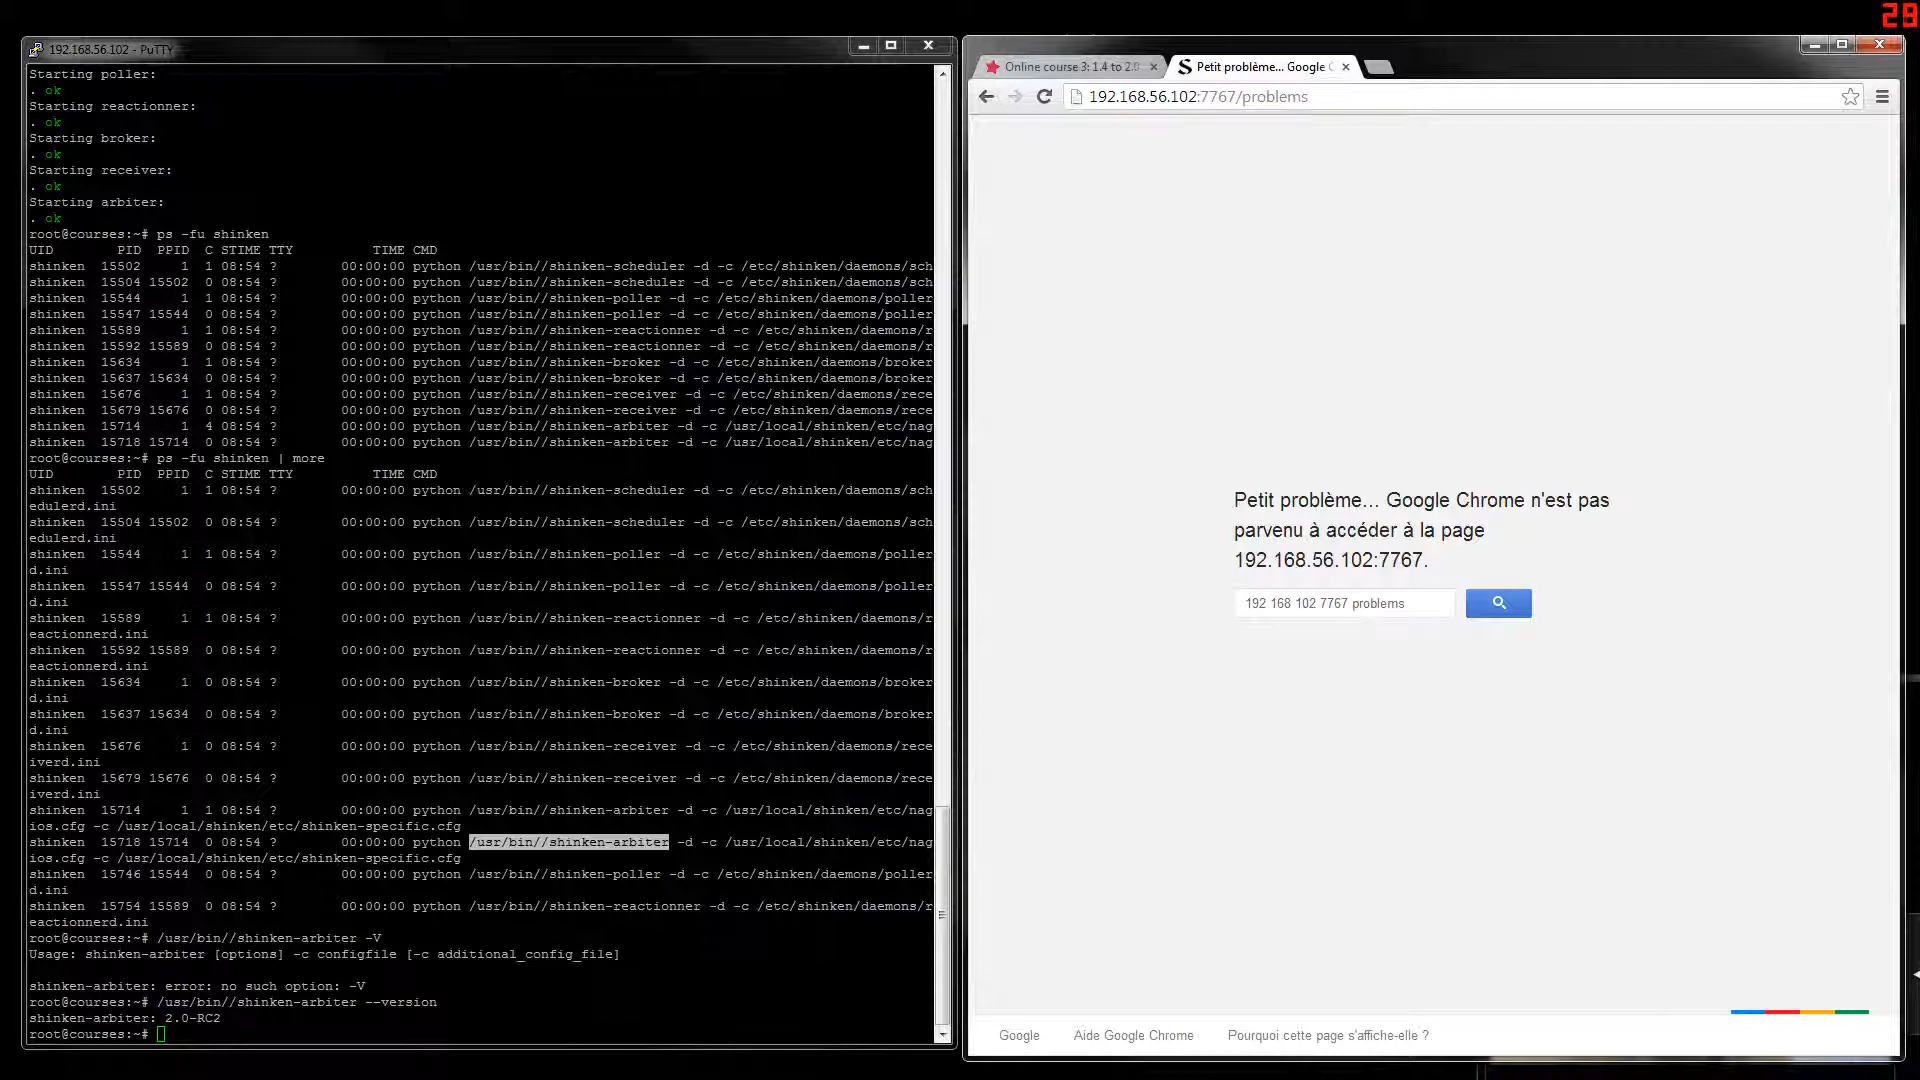 28
192.168.56.102 - PuTTY
Starting poller:
. ok
Starting reactionner:
. ok
Starting broker:
. ok
Starting receiver:
. ok
Starting arbiter:
. ok
root@courses:~# ps -fu shinken
UID        PID  PPID  C STIME TTY          TIME CMD
shinken  15502     1  1 08:54 ?        00:00:00 python /usr/bin//shinken-scheduler -d -c /etc/shinken/daemons/sch
shinken  15504 15502  0 08:54 ?        00:00:00 python /usr/bin//shinken-scheduler -d -c /etc/shinken/daemons/sch
shinken  15544     1  1 08:54 ?        00:00:00 python /usr/bin//shinken-poller -d -c /etc/shinken/daemons/poller
shinken  15547 15544  0 08:54 ?        00:00:00 python /usr/bin//shinken-poller -d -c /etc/shinken/daemons/poller
shinken  15589     1  1 08:54 ?        00:00:00 python /usr/bin//shinken-reactionner -d -c /etc/shinken/daemons/r
shinken  15592 15589  0 08:54 ?        00:00:00 python /usr/bin//shinken-reactionner -d -c /etc/shinken/daemons/r
shinken  15634     1  1 08:54 ?        00:00:00 python /usr/bin//shinken-broker -d -c /etc/shinken/daemons/broker
shinken  15637 15634  0 08:54 ?        00:00:00 python /usr/bin//shinken-broker -d -c /etc/shinken/daemons/broker
shinken  15676     1  1 08:54 ?        00:00:00 python /usr/bin//shinken-receiver -d -c /etc/shinken/daemons/rece
shinken  15679 15676  0 08:54 ?        00:00:00 python /usr/bin//shinken-receiver -d -c /etc/shinken/daemons/rece
shinken  15714     1  4 08:54 ?        00:00:00 python /usr/bin//shinken-arbiter -d -c /usr/local/shinken/etc/nag
shinken  15718 15714  0 08:54 ?        00:00:00 python /usr/bin//shinken-arbiter -d -c /usr/local/shinken/etc/nag
root@courses:~# ps -fu shinken | more
UID        PID  PPID  C STIME TTY          TIME CMD
shinken  15502     1  1 08:54 ?        00:00:00 python /usr/bin//shinken-scheduler -d -c /etc/shinken/daemons/sch
edulerd.ini
shinken  15504 15502  0 08:54 ?        00:00:00 python /usr/bin//shinken-scheduler -d -c /etc/shinken/daemons/sch
edulerd.ini
shinken  15544     1  1 08:54 ?        00:00:00 python /usr/bin//shinken-poller -d -c /etc/shinken/daemons/poller
d.ini
shinken  15547 15544  0 08:54 ?        00:00:00 python /usr/bin//shinken-poller -d -c /etc/shinken/daemons/poller
d.ini
shinken  15589     1  1 08:54 ?        00:00:00 python /usr/bin//shinken-reactionner -d -c /etc/shinken/daemons/r
eactionnerd.ini
shinken  15592 15589  0 08:54 ?        00:00:00 python /usr/bin//shinken-reactionner -d -c /etc/shinken/daemons/r
eactionnerd.ini
shinken  15634     1  0 08:54 ?        00:00:00 python /usr/bin//shinken-broker -d -c /etc/shinken/daemons/broker
d.ini
shinken  15637 15634  0 08:54 ?        00:00:00 python /usr/bin//shinken-broker -d -c /etc/shinken/daemons/broker
d.ini
shinken  15676     1  0 08:54 ?        00:00:00 python /usr/bin//shinken-receiver -d -c /etc/shinken/daemons/rece
iverd.ini
shinken  15679 15676  0 08:54 ?        00:00:00 python /usr/bin//shinken-receiver -d -c /etc/shinken/daemons/rece
iverd.ini
shinken  15714     1  1 08:54 ?        00:00:00 python /usr/bin//shinken-arbiter -d -c /usr/local/shinken/etc/nag
ios.cfg -c /usr/local/shinken/etc/shinken-specific.cfg
shinken  15718 15714  0 08:54 ?        00:00:00 python /usr/bin//shinken-arbiter -d -c /usr/local/shinken/etc/nag
ios.cfg -c /usr/local/shinken/etc/shinken-specific.cfg
shinken  15746 15544  0 08:54 ?        00:00:00 python /usr/bin//shinken-poller -d -c /etc/shinken/daemons/poller
d.ini
shinken  15754 15589  0 08:54 ?        00:00:00 python /usr/bin//shinken-reactionner -d -c /etc/shinken/daemons/r
eactionnerd.ini
root@courses:~# /usr/bin//shinken-arbiter -V
Usage: shinken-arbiter [options] -c configfile [-c additional_config_file]
shinken-arbiter: error: no such option: -V
root@courses:~# /usr/bin//shinken-arbiter --version
shinken-arbiter: 2.0-RC2
root@courses:~#
Online course 3: 1.4 to 2.0
Petit problème... Google C
192.168.56.102:7767/problems
Petit problème... Google Chrome n'est pas
parvenu à accéder à la page
192.168.56.102:7767.
192 168 102 7767 problems
Google
Aide Google Chrome
Pourquoi cette page s'affiche-elle ?